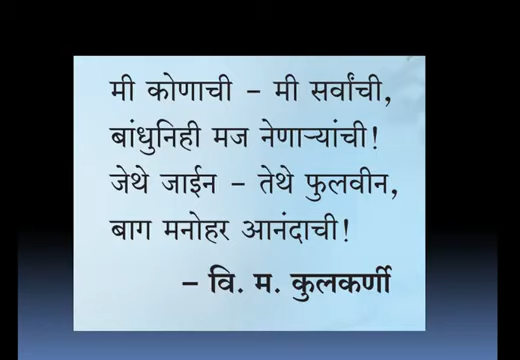 मी कोणाची – मी सर्वांची,
बांधुनिही मज नेणाऱ्यांची!
जेथे जाईन – तेथे फुलवीन,
बाग मनोहर आनंदाची!
– वि. म. कुलकर्णी